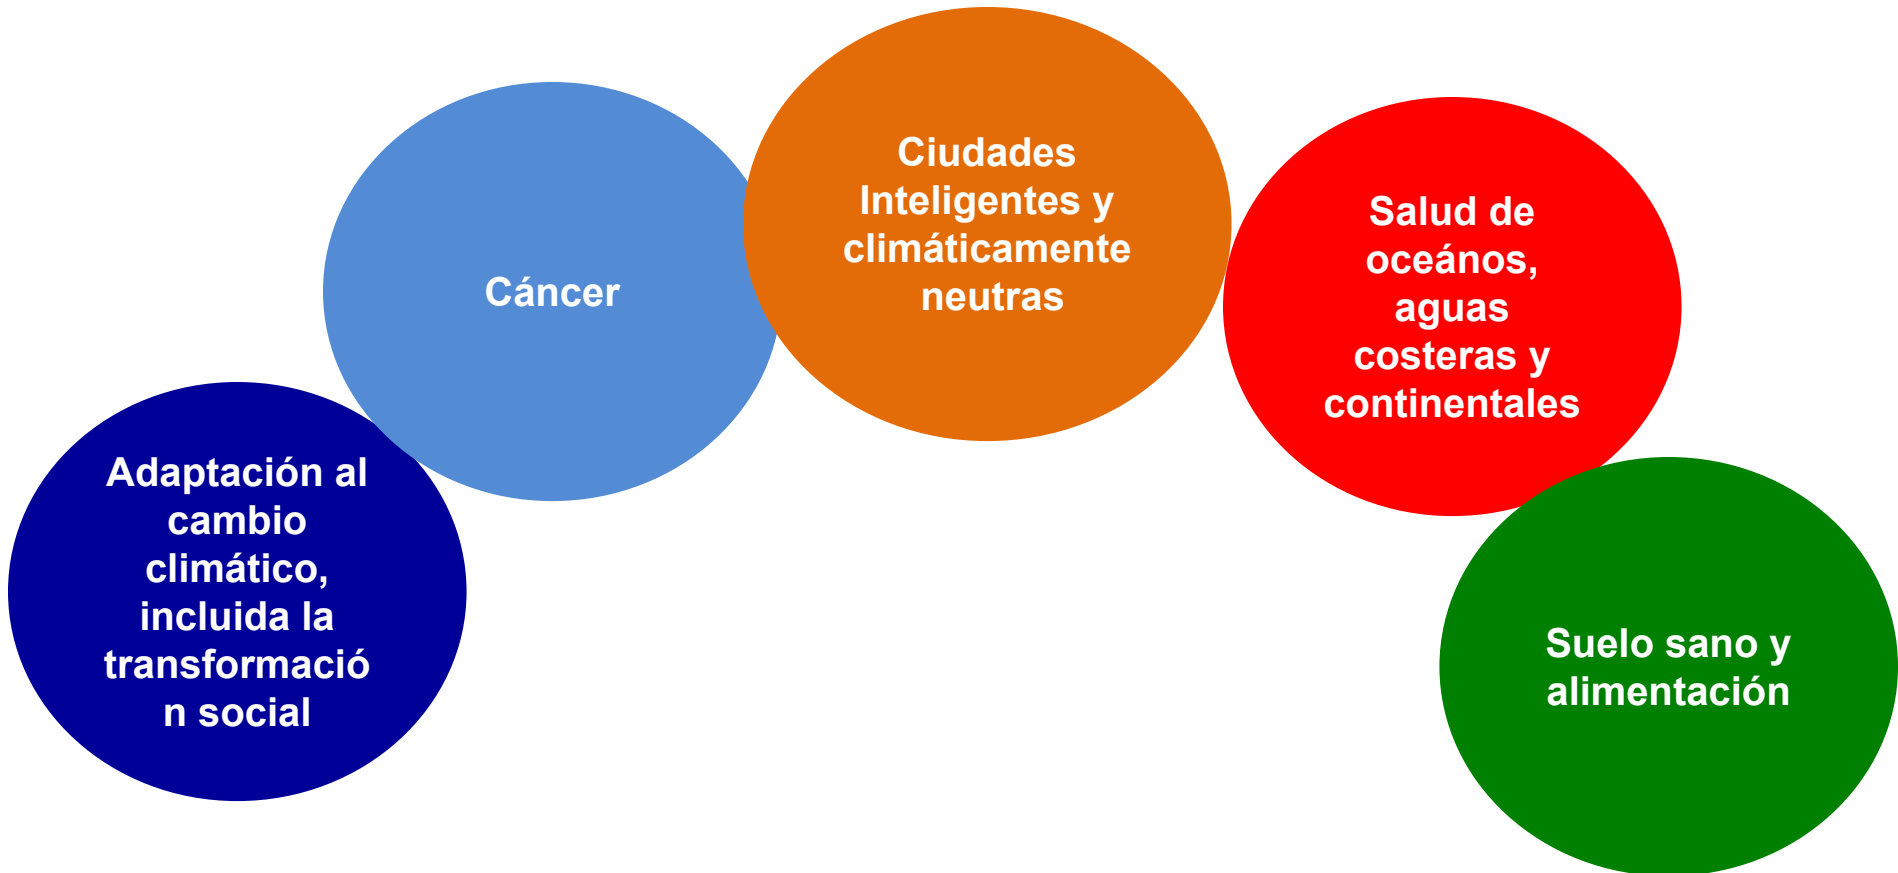 Adaptación al
cambio
climático,
incluida la
transformació
n social
Cáncer
Ciudades
Inteligentes y
climáticamente
neutras
Salud de
oceános,
aguas
costeras y
continentales
Suelo sano y
alimentación